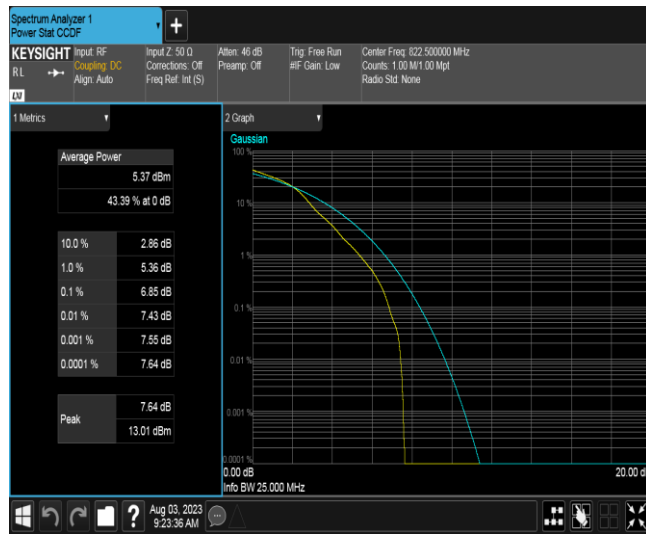 Spectrum Analyzer 1
Power Stat CCDF
+
KEYSIGHT
RL
LXI
Input: RF
Coupling: DC
Align: Auto
Input Z: 50 Ω
Corrections: Off
Freq Ref: Int (S)
Atten: 46 dB
Preamp: Off
Trig: Free Run
#IF Gain: Low
Center Freq: 822.500000 MHz
Counts: 1.00 M/1.00 Mpt
Radio Std: None
1 Metrics
Average Power
5.37 dBm
43.39 % at 0 dB
10.0 % 2.86 dB
1.0 % 5.36 dB
0.1 % 6.85 dB
0.01 % 7.43 dB
0.001 % 7.55 dB
0.0001 % 7.64 dB
Peak
7.64 dB
13.01 dBm
2 Graph
Gaussian
100 %
10 %
1 %
0.1 %
0.01 %
0.001 %
0.0001 %
0.00 dB
20.00 d
Info BW 25.000 MHz
?
Aug 03, 2023
9:23:36 AM